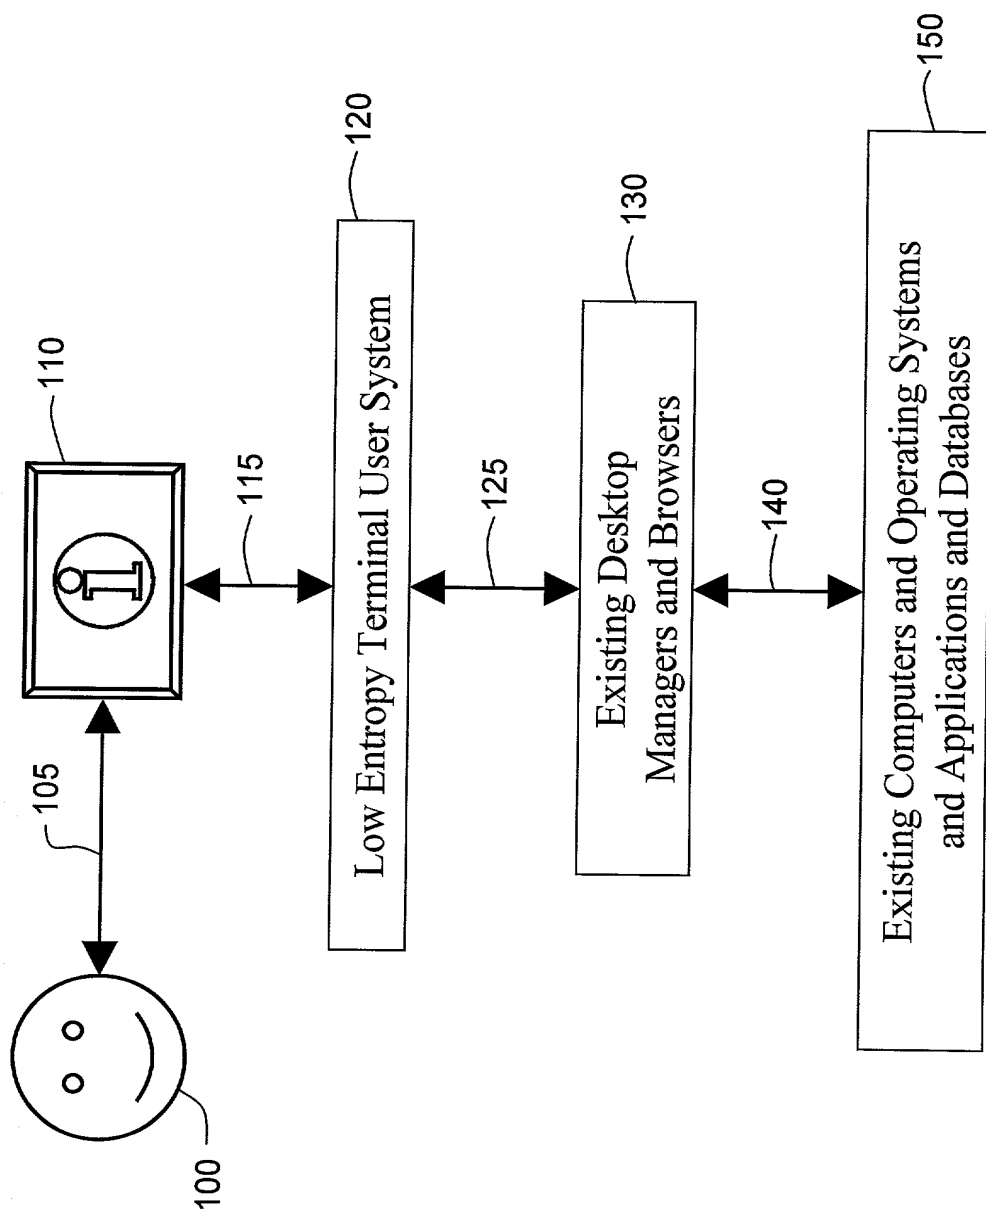 100
105
110
i
115
120
Low Entropy Terminal User System
125
130
Existing Desktop
Managers and Browsers
140
150
Existing Computers and Operating Systems
and Applications and Databases